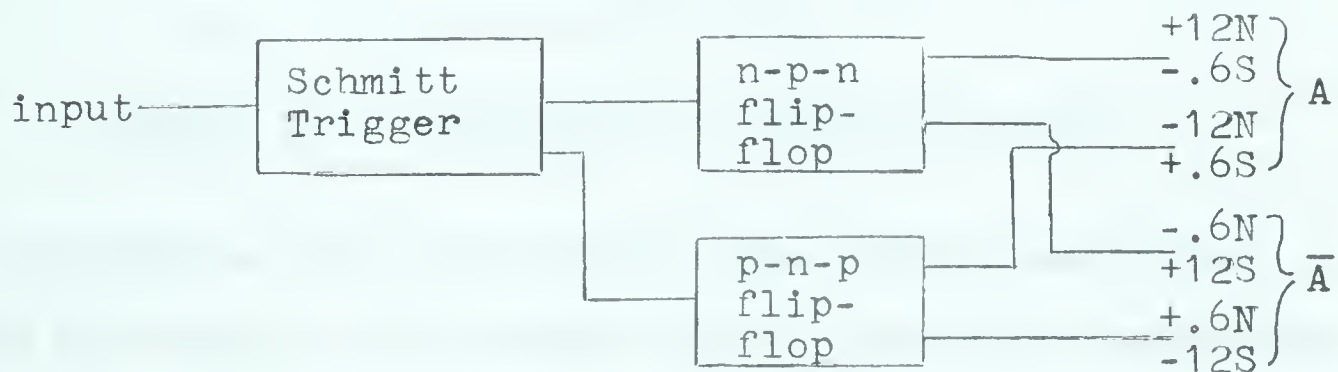 input
Schmitt
Trigger
n-p-n
flip-
flop
p-n-p
flip-
flop
+12N
-.6S
-12N
+.6S
A
-.6N
+12S
+.6N
-12S
A̅